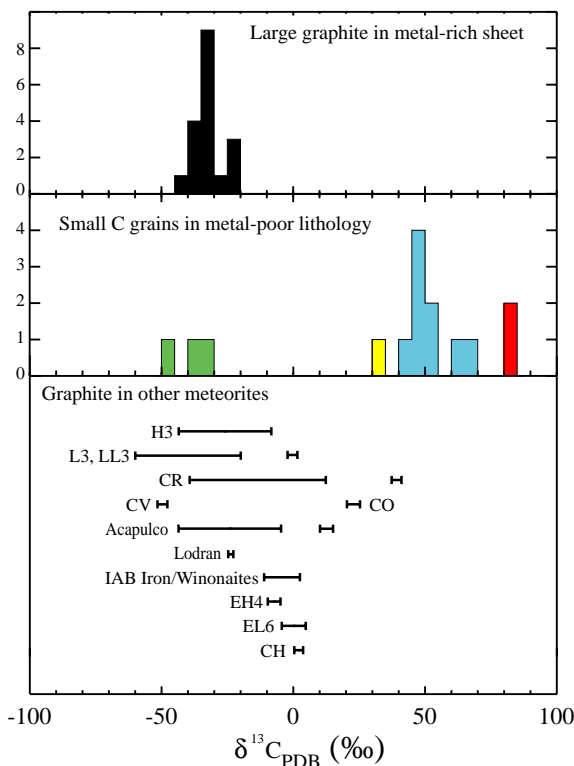 8
6
4
2
0
Large graphite in metal-rich sheet
4
3
2
1
0
Small C grains in metal-poor lithology
Graphite in other meteorites
H3
L3, LL3
CR
CV CO
Acapulco
Lodran
IAB Iron/Winonaites
EH4
EL6
CH
-100 -50 0 50 100
δ¹³C_PDB (‰)